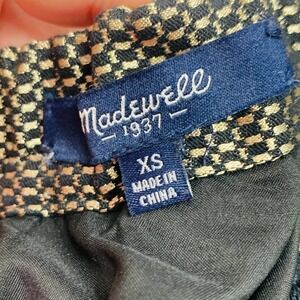 Madewell
- 1937 -
XS
MADE IN
CHINA